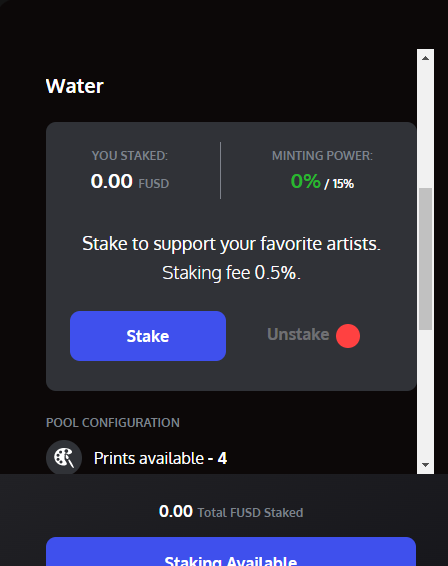 Water
YOU STAKED:
0.00 FUSD
MINTING POWER:
0% / 15%
Stake to support your favorite artists.
Staking fee 0.5%.
Stake
Unstake
POOL CONFIGURATION
Prints available - 4
0.00 Total FUSD Staked
Staking Available